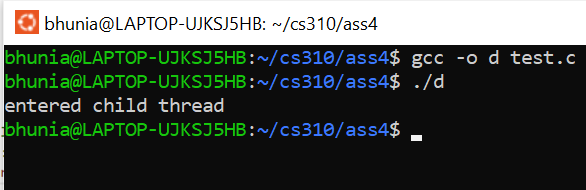 bhunia@LAPTOP-UJKSJ5HB: ~/cs310/ass4
bhunia@LAPTOP-UJKSJ5HB:~/cs310/ass4$ gcc -o d test.c
bhunia@LAPTOP-UJKSJ5HB:~/cs310/ass4$ ./d
entered child thread
bhunia@LAPTOP-UJKSJ5HB:~/cs310/ass4$